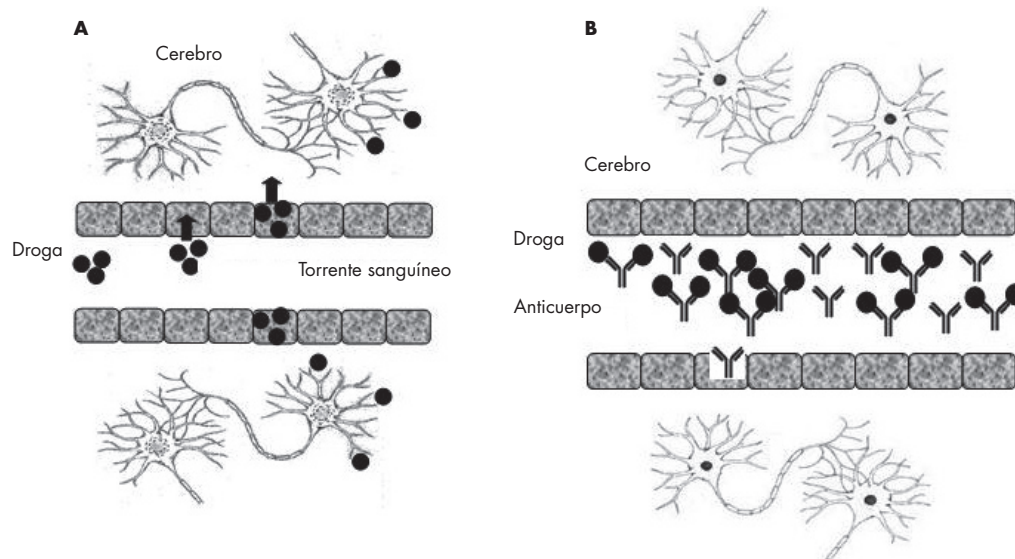 A
Cerebro
Droga
Torrente sanguíneo
B
Cerebro
Droga
Anticuerpo